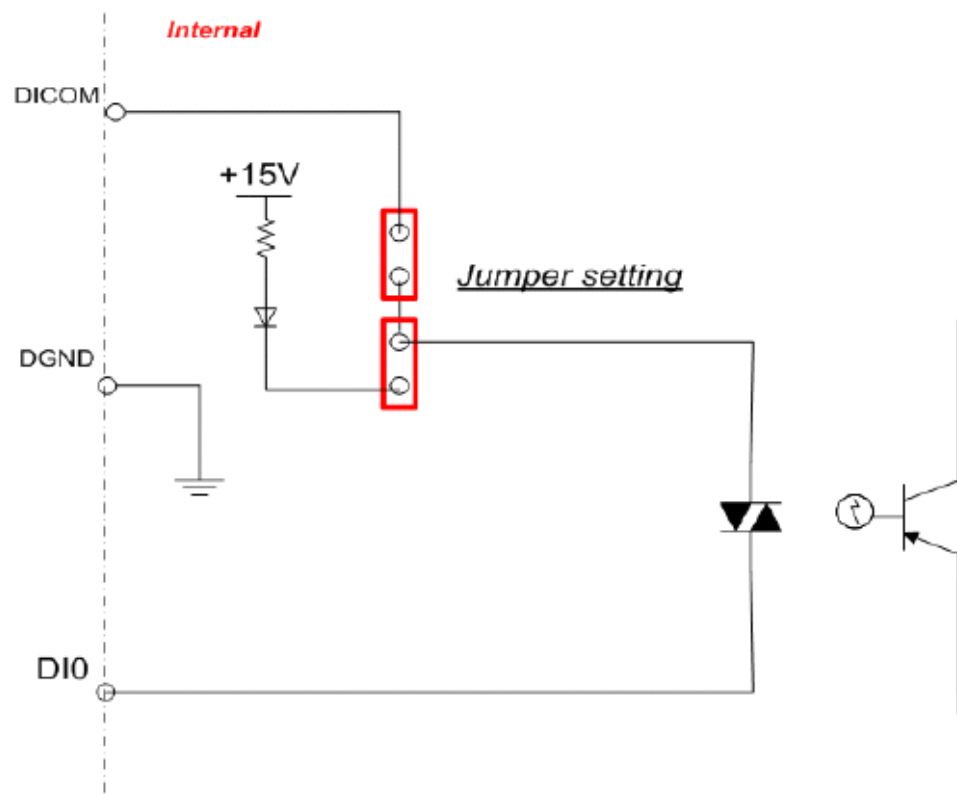 Internal
DICOM
+15V
Jumper setting
DGND
DI0